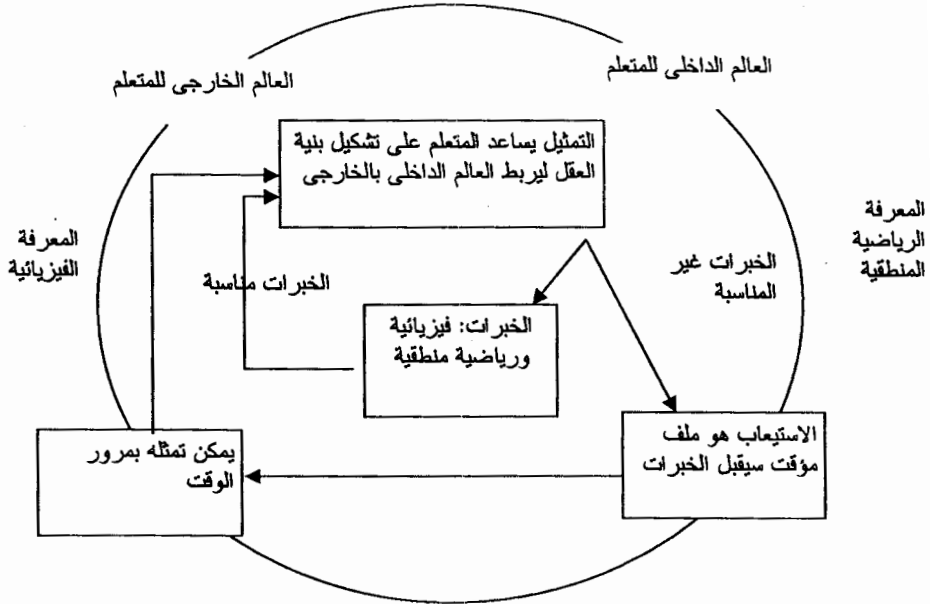 العالم الداخلى للمتعلم
العالم الخارجى للمتعلم
التمثيل يساعد المتعلم على تشكيل بنية
العقل ليربط العالم الداخلى بالخارجى
المعرفة
الرياضية
المنطقية
المعرفة
الفيزيائية
الخبرات غير
المناسبة
الخبرات مناسبة
الخبرات: فيزيائية
ورياضية منطقية
الاستيعاب هو ملف
مؤقت سيقبل الخبرات
يمكن تمثله بمرور
الوقت